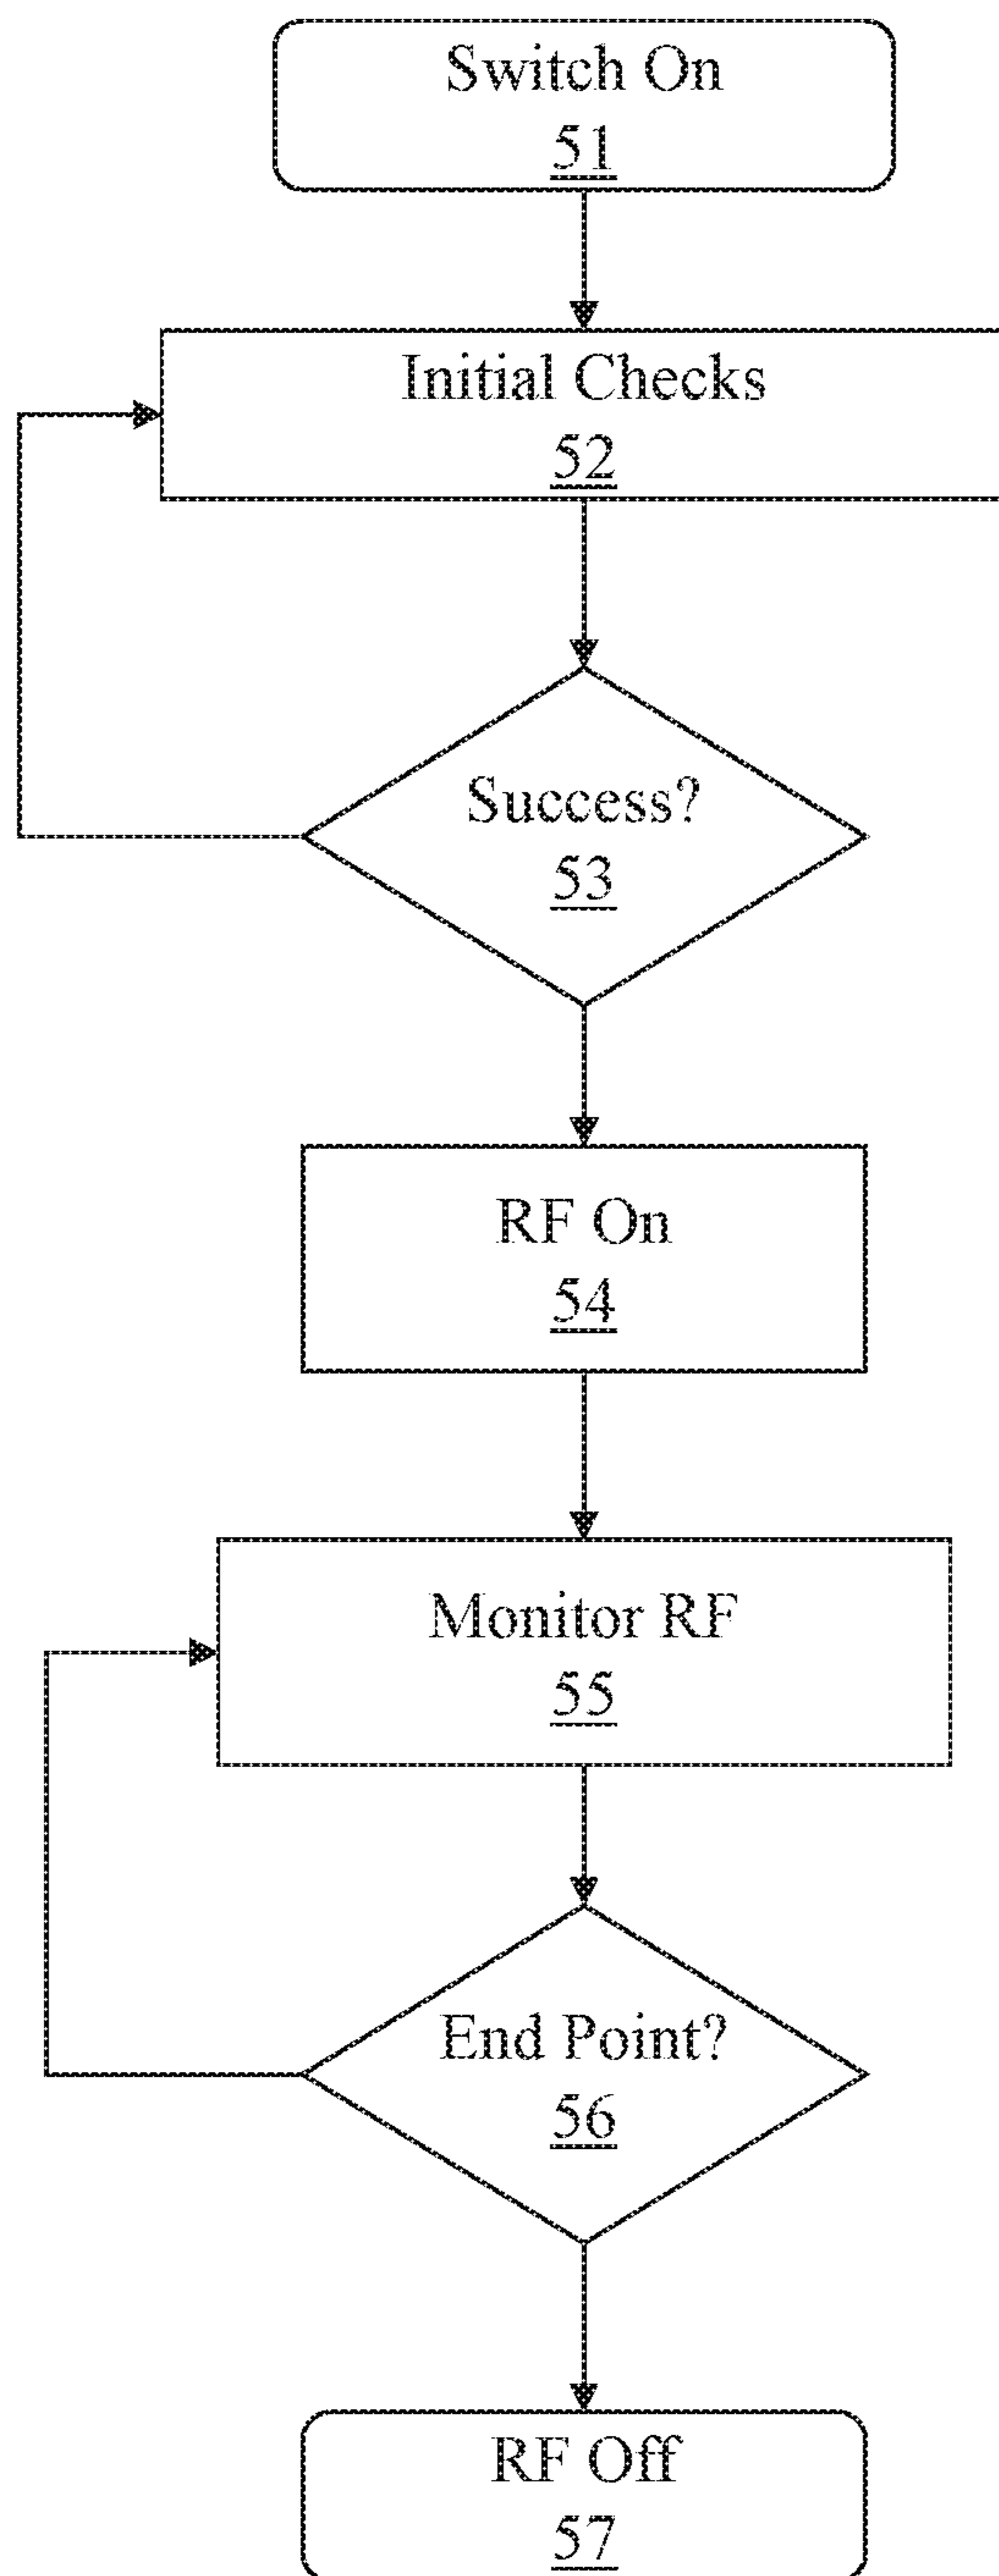 Switch On
51
Initial Checks
52
Success?
53
RF On
54
Monitor RF
55
End Point?
56
RF Off
57